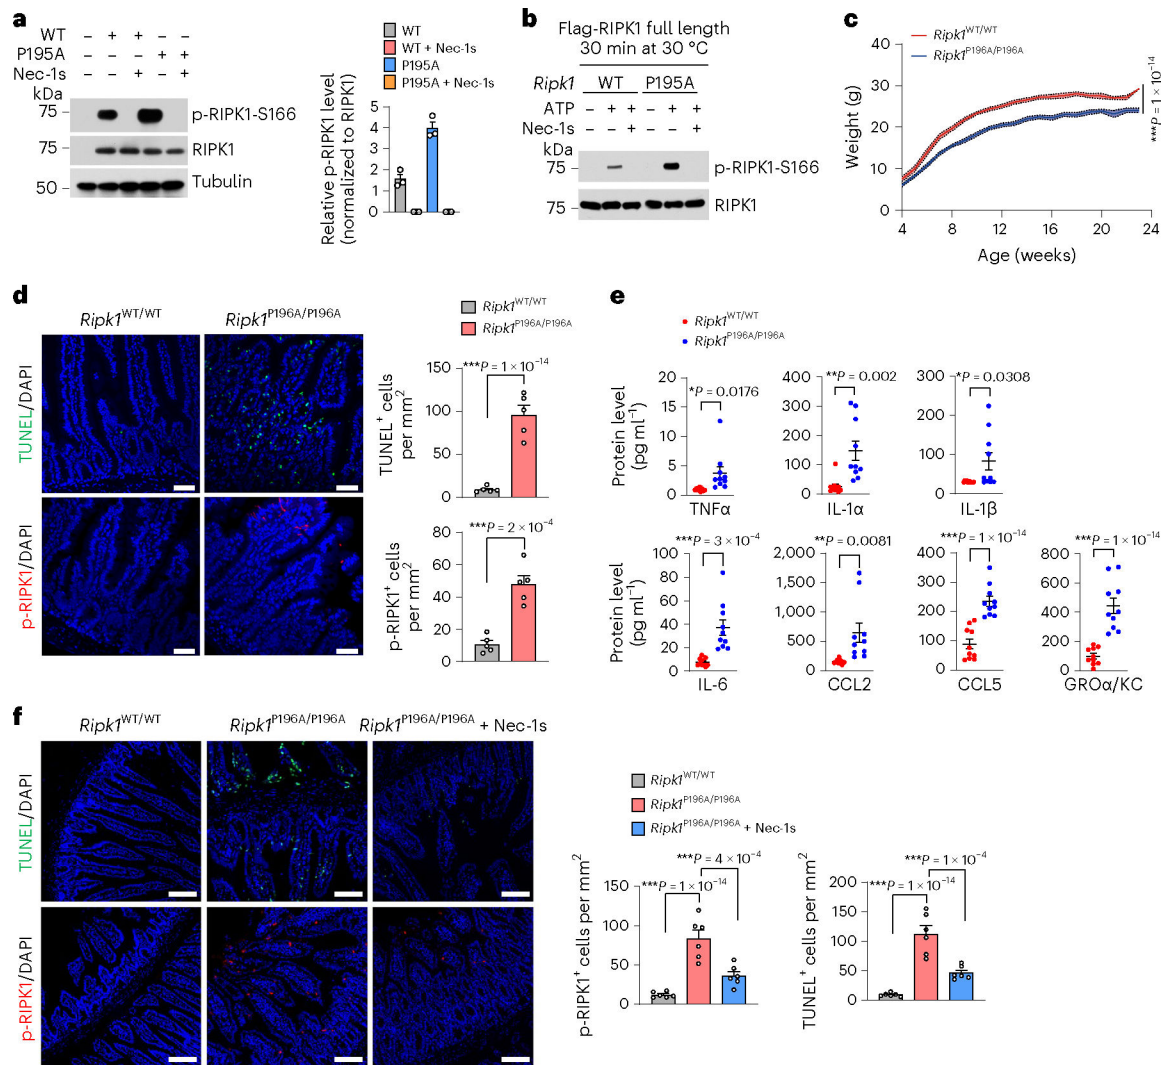 a
WT – + + – –
P195A – – – + +
Nec-1s – – + – +
kDa
75
p-RIPK1-S166
75
RIPK1
50
Tubulin
WT
WT + Nec-1s
P195A
P195A + Nec-1s
Relative p-RIPK1 level
(normalized to RIPK1)
5
4
3
2
1
0
b
Flag-RIPK1 full length
30 min at 30 °C
Ripk1 WT P195A
ATP – + + – + +
Nec-1s – – + – – +
kDa
75
p-RIPK1-S166
75
RIPK1
c
Ripk1WT/WT
Ripk1P196A/P196A
Weight (g)
40
30
20
10
0
4 8 12 16 20 24
Age (weeks)
***P = 1 × 10−14
d
Ripk1WT/WT
Ripk1P196A/P196A
TUNEL/DAPI
p-RIPK1/DAPI
Ripk1WT/WT
Ripk1P196A/P196A
***P = 1 × 10−14
TUNEL+ cells
per mm2
150
100
50
0
***P = 2 × 10−4
p-RIPK1+ cells
per mm2
80
60
40
20
0
e
Ripk1WT/WT
Ripk1P196A/P196A
Protein level
(pg ml−1)
*P = 0.0176
20
15
10
5
0
TNFα
**P = 0.002
400
300
200
100
0
IL-1α
*P = 0.0308
300
200
100
0
IL-1β
Protein level
(pg ml−1)
***P = 3 × 10−4
100
80
60
40
20
0
IL-6
**P = 0.0081
2,000
1,500
1,000
500
0
CCL2
***P = 1 × 10−14
400
300
200
100
0
CCL5
***P = 1 × 10−14
800
600
400
200
0
GROα/KC
f
Ripk1WT/WT
Ripk1P196A/P196A
Ripk1P196A/P196A + Nec-1s
TUNEL/DAPI
p-RIPK1/DAPI
Ripk1WT/WT
Ripk1P196A/P196A
Ripk1P196A/P196A + Nec-1s
***P = 4 × 10−4
***P = 1 × 10−14
p-RIPK1+ cells per mm2
150
100
50
0
***P = 1 × 10−4
***P = 1 × 10−14
TUNEL+ cells per mm2
200
150
100
50
0